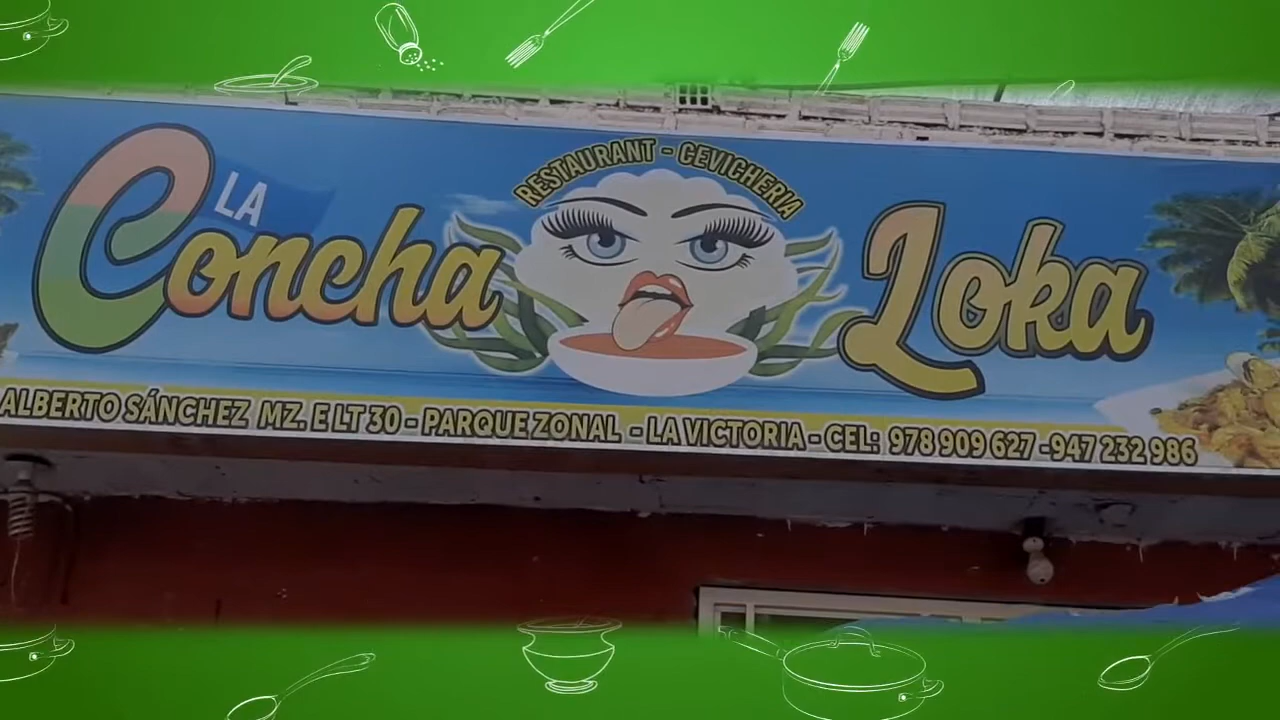 RESTAURANT - CEVICHERIA
LA
Concha Loka
ALBERTO SÁNCHEZ MZ. E LT 30 - PARQUE ZONAL - LA VICTORIA - CEL: 978 909 627 - 947 232 986